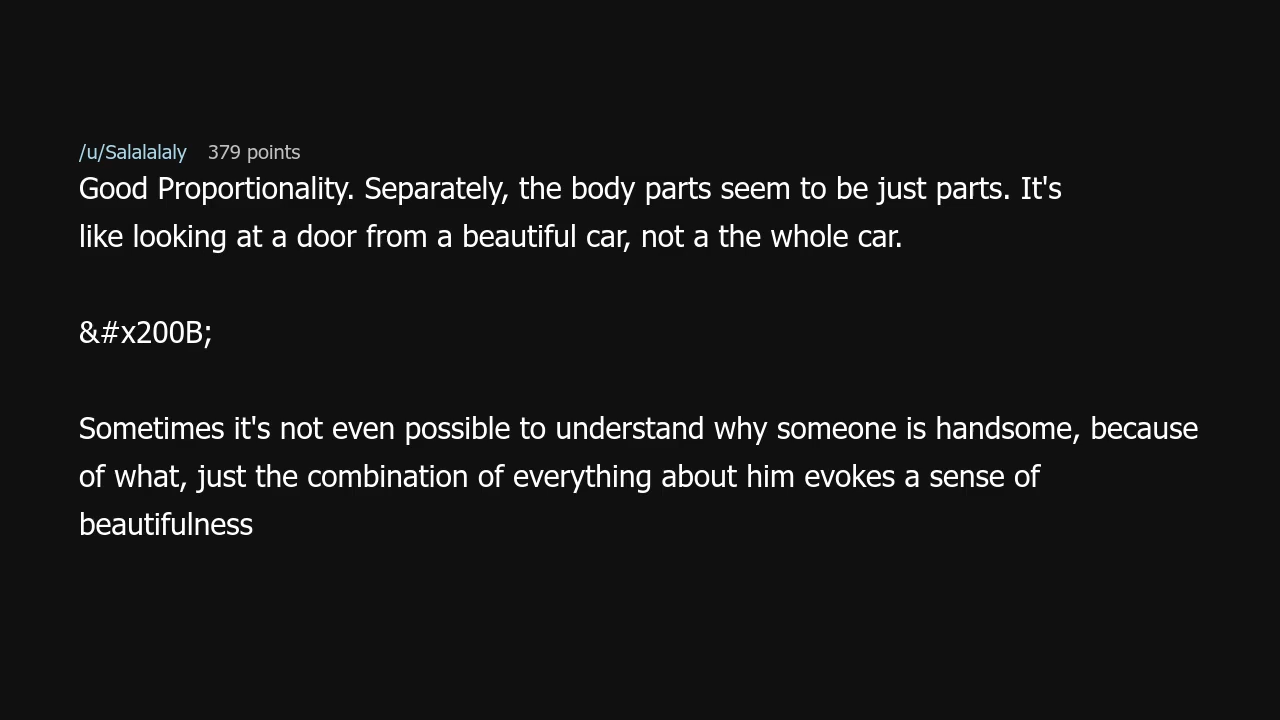 /u/Salalalaly 379 points
Good Proportionality. Separately, the body parts seem to be just parts. It's
like looking at a door from a beautiful car, not a the whole car.
&#x200B;
Sometimes it's not even possible to understand why someone is handsome, because
of what, just the combination of everything about him evokes a sense of
beautifulness